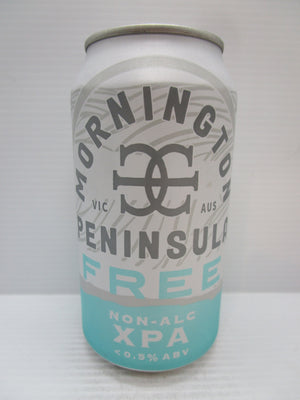 MORNINGTON
VIC AUS
PENINSULA
FREE
NON-ALC
XPA
<0.5% ABV